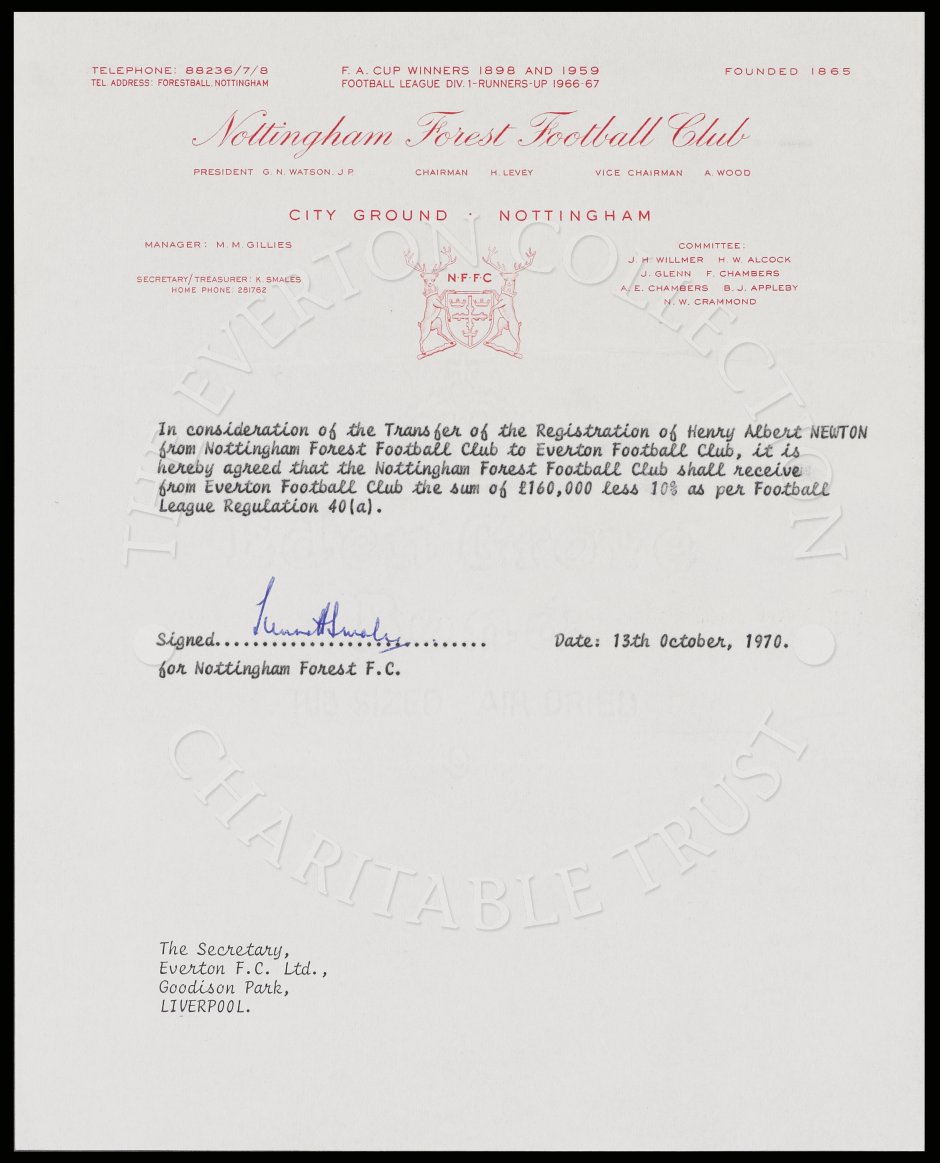 TELEPHONE: 88236/7/8
TEL. ADDRESS: FORESTBALL, NOTTINGHAM
F. A. CUP WINNERS 1898 AND 1959
FOOTBALL LEAGUE DIV. 1-RUNNERS-UP 1966-67
FOUNDED 1865
Nottingham Forest Football Club
PRESIDENT G. N. WATSON. J P. CHAIRMAN H. LEVEY VICE CHAIRMAN A. WOOD
CITY GROUND · NOTTINGHAM
MANAGER: M. M. GILLIES
SECRETARY/TREASURER: K. SMALES
HOME PHONE: 281762
N·F·F·C
COMMITTEE:
J. H. WILLMER H. W. ALCOCK
J. GLENN F. CHAMBERS
A. E. CHAMBERS B. J. APPLEBY
N. W. CRAMMOND
In consideration of the Transfer of the Registration of Henry Albert NEWTON
from Nottingham Forest Football Club to Everton Football Club, it is
hereby agreed that the Nottingham Forest Football Club shall receive
from Everton Football Club the sum of £160,000 less 10% as per Football
League Regulation 40(a).
Signed.............................. Date: 13th October, 1970.
Kenneth Smales
for Nottingham Forest F.C.
The Secretary,
Everton F.C. Ltd.,
Goodison Park,
LIVERPOOL.
THE EVERTON COLLECTION
CHARITABLE TRUST